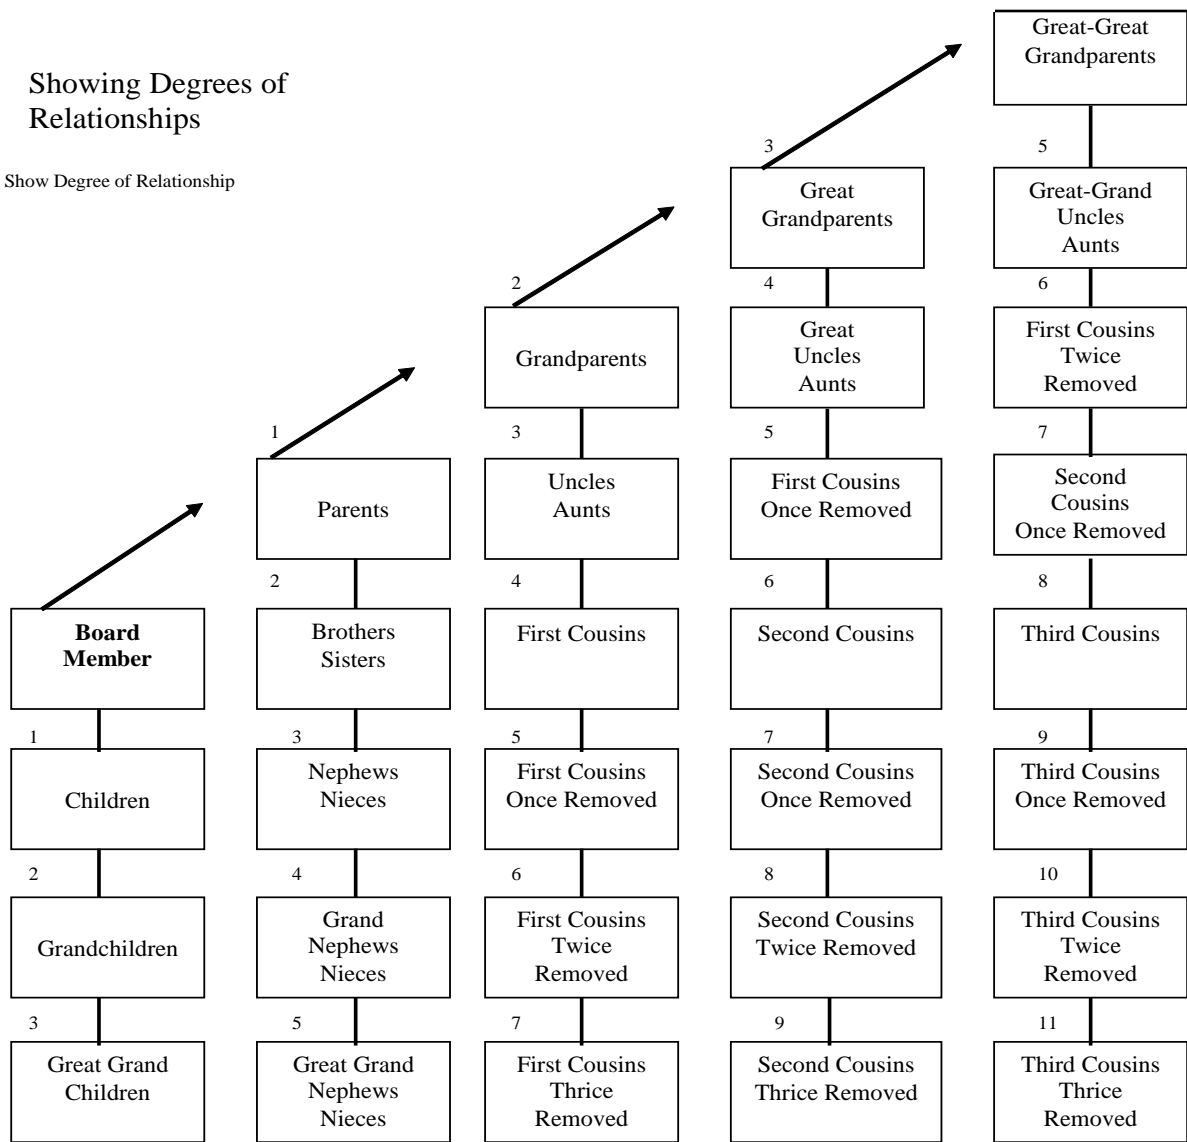 Showing Degrees of
Relationships
Show Degree of Relationship
Great-Great
Grandparents
3
5
Great
Grandparents
Great-Grand
Uncles
Aunts
2
4
6
Grandparents
Great
Uncles
Aunts
First Cousins
Twice
Removed
1
3
5
7
Parents
Uncles
Aunts
First Cousins
Once Removed
Second
Cousins
Once Removed
2
4
6
8
Board
Member
Brothers
Sisters
First Cousins
Second Cousins
Third Cousins
1
3
5
7
9
Children
Nephews
Nieces
First Cousins
Once Removed
Second Cousins
Once Removed
Third Cousins
Once Removed
2
4
6
8
10
Grandchildren
Grand
Nephews
Nieces
First Cousins
Twice
Removed
Second Cousins
Twice Removed
Third Cousins
Twice
Removed
3
5
7
9
11
Great Grand
Children
Great Grand
Nephews
Nieces
First Cousins
Thrice
Removed
Second Cousins
Thrice Removed
Third Cousins
Thrice
Removed